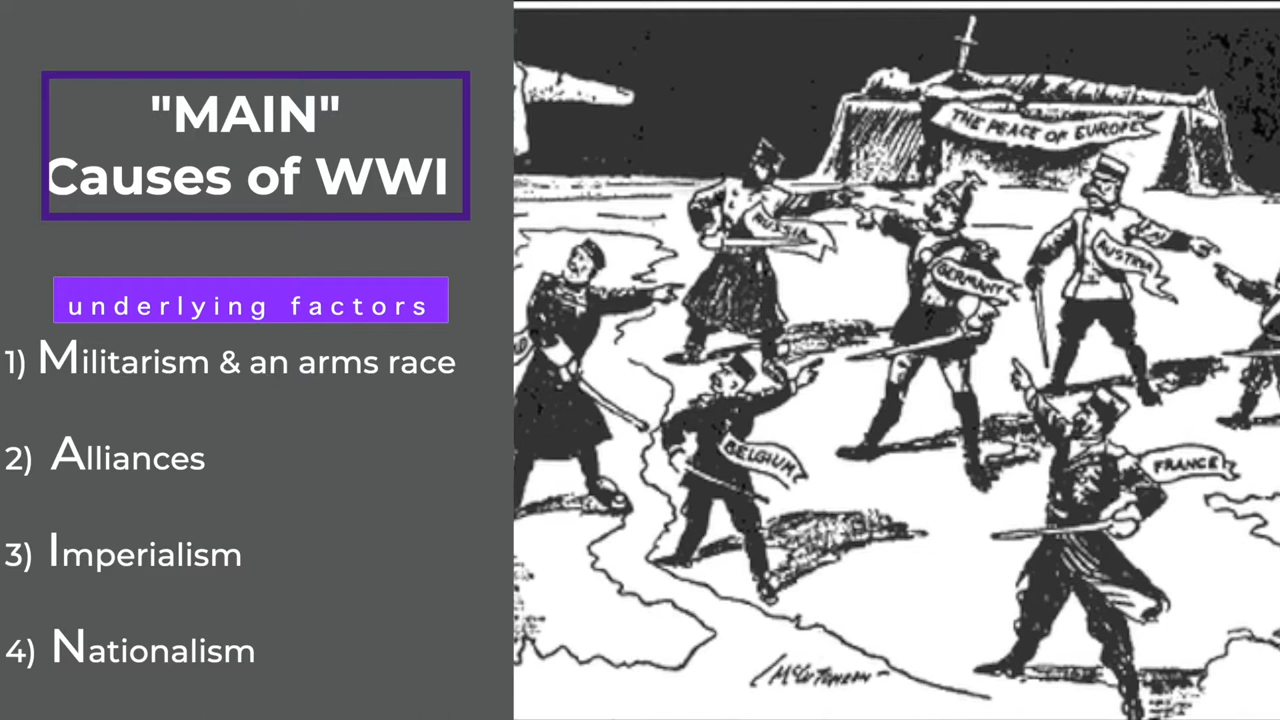 "MAIN"
Causes of WWI
underlying factors
1) Militarism & an arms race
2) Alliances
3) Imperialism
4) Nationalism
THE PEACE OF EUROPE
RUSSIA
GERMANY
AUSTRIA
BELGIUM
FRANCE